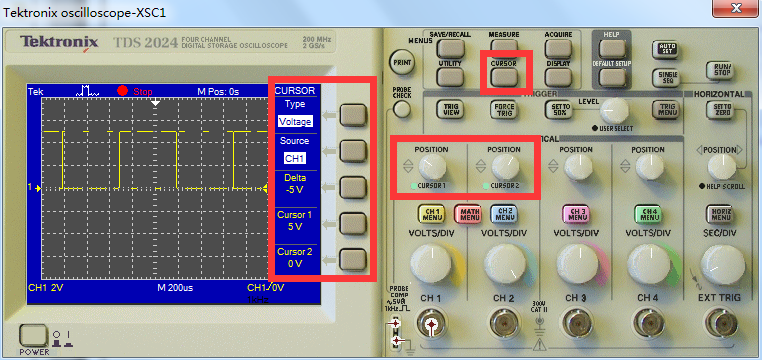 Tektronix oscilloscope-XSC1
Tektronix TDS 2024 FOUR CHANNEL
DIGITAL STORAGE OSCILLOSCOPE
200 MHz
2 GS/s
Tek Stop M Pos: 0s
CURSOR
Type
Voltage
Source
CH1
Delta
-5 V
Cursor 1
5 V
Cursor 2
0 V
1
CH1 2V M 200us CH1 / 0V
POWER
MENUS
SAVE/RECALL MEASURE ACQUIRE HELP
AUTO
SET
PRINT
UTILITY CURSOR DISPLAY DEFAULT SETUP
SINGLE
SEQ
RUN/
STOP
PROBE
CHECK
TRIGGER
HORIZONTAL
TRIG
VIEW
FORCE
TRIG
SET TO
50%
LEVEL
USER SELECT
TRIG
MENU
SET TO
ZERO
VERTICAL
POSITION POSITION POSITION POSITION POSITION
CURSOR 1 CURSOR 2 HELP SCROLL
CH 1
MENU
MATH
MENU
CH 2
MENU
CH 3
MENU
CH 4
MENU
HORIZ
MENU
VOLTS/DIV VOLTS/DIV VOLTS/DIV VOLTS/DIV SEC/DIV
PROBE
COMP
~5V
1kHz
CH 1 CH 2 300V
CAT II
CH 3 CH 4 EXT TRIG